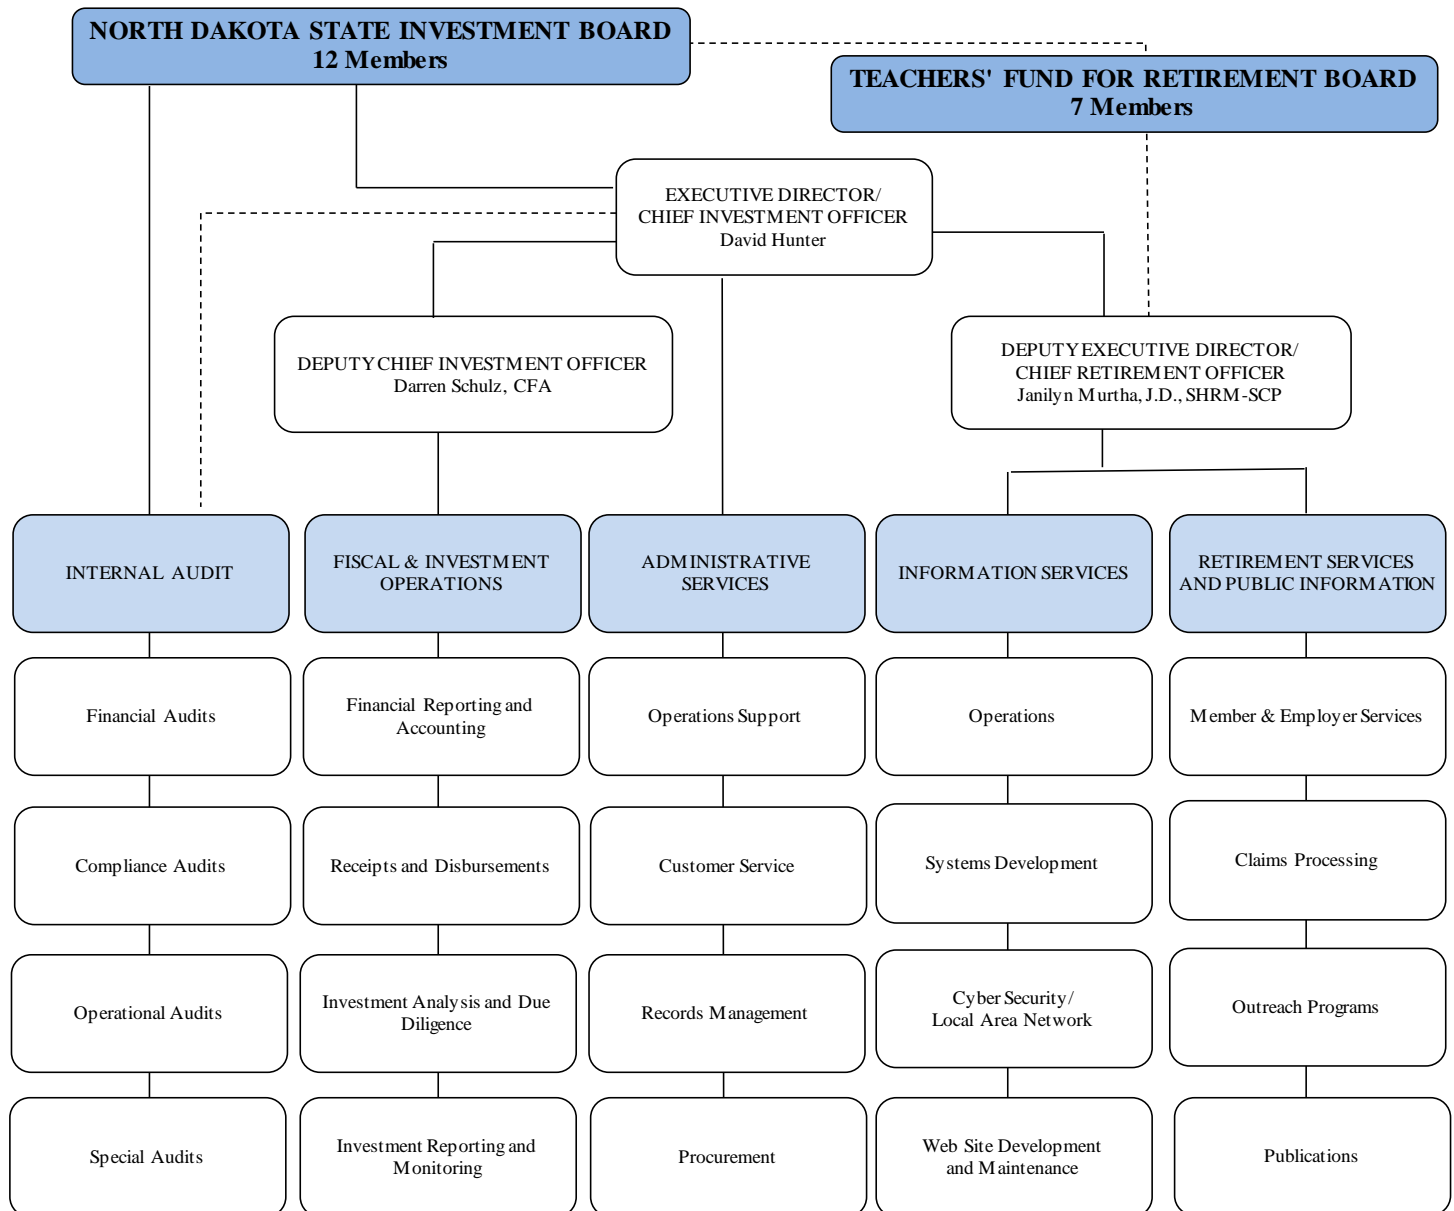 NORTH DAKOTA STATE INVESTMENT BOARD
12 Members
TEACHERS' FUND FOR RETIREMENT BOARD
7 Members
EXECUTIVE DIRECTOR/
CHIEF INVESTMENT OFFICER
David Hunter
DEPUTY CHIEF INVESTMENT OFFICER
Darren Schulz, CFA
DEPUTY EXECUTIVE DIRECTOR/
CHIEF RETIREMENT OFFICER
Janilyn Murtha, J.D., SHRM-SCP
INTERNAL AUDIT
FISCAL & INVESTMENT
OPERATIONS
ADMINISTRATIVE
SERVICES
INFORMATION SERVICES
RETIREMENT SERVICES
AND PUBLIC INFORMATION
Financial Audits
Financial Reporting and
Accounting
Operations Support
Operations
Member & Employer Services
Compliance Audits
Receipts and Disbursements
Customer Service
Systems Development
Claims Processing
Operational Audits
Investment Analysis and Due
Diligence
Records Management
Cyber Security/
Local Area Network
Outreach Programs
Special Audits
Investment Reporting and
Monitoring
Procurement
Web Site Development
and Maintenance
Publications